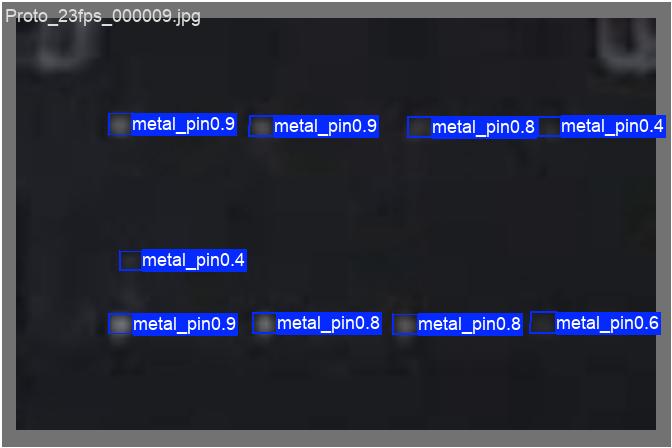 Proto_23fps_000009.jpg
metal_pin0.9 metal_pin0.9 metal_pin0.8 metal_pin0.4
metal_pin0.4
metal_pin0.9 metal_pin0.8 metal_pin0.8 metal_pin0.6